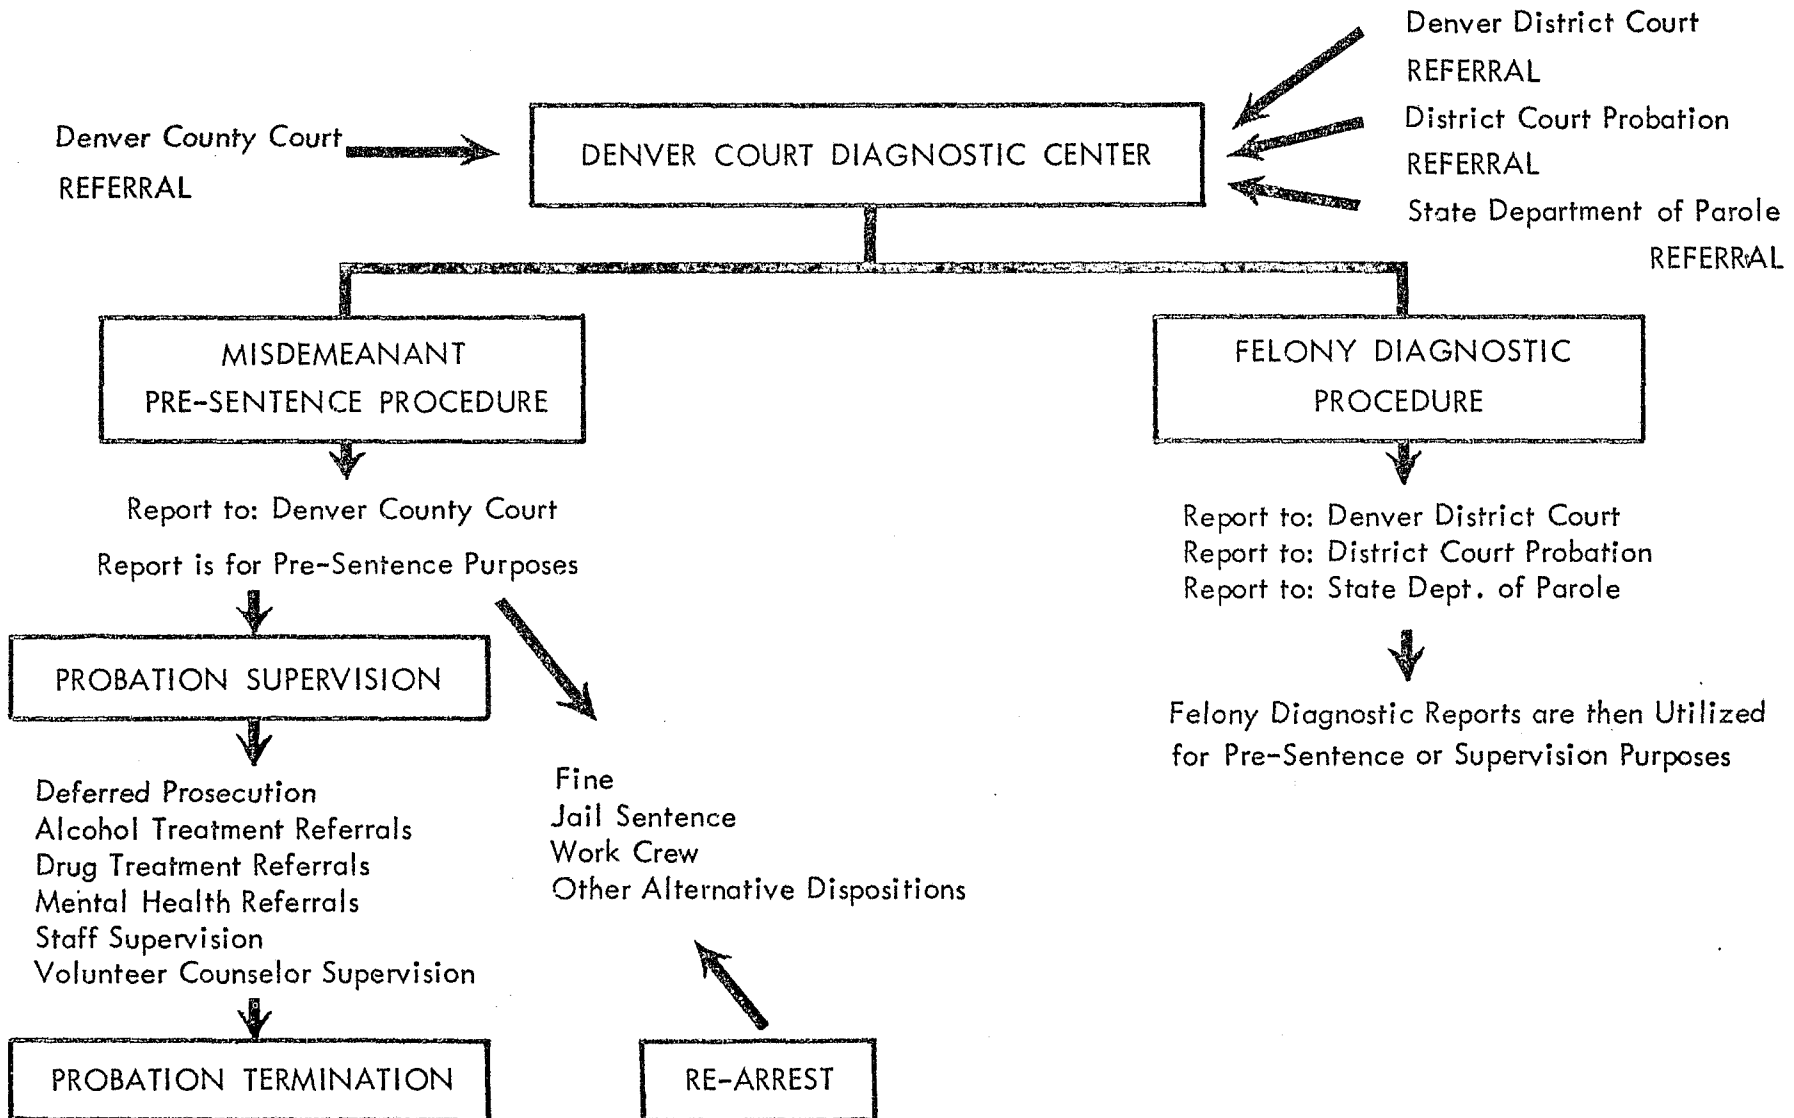 Denver District Court
REFERRAL
District Court Probation
REFERRAL
State Department of Parole
REFERRAL
Denver County Court
REFERRAL
DENVER COURT DIAGNOSTIC CENTER
MISDEMEANANT
PRE-SENTENCE PROCEDURE
Report to: Denver County Court
Report is for Pre-Sentence Purposes
PROBATION SUPERVISION
Deferred Prosecution
Alcohol Treatment Referrals
Drug Treatment Referrals
Mental Health Referrals
Staff Supervision
Volunteer Counselor Supervision
PROBATION TERMINATION
Fine
Jail Sentence
Work Crew
Other Alternative Dispositions
RE-ARREST
FELONY DIAGNOSTIC
PROCEDURE
Report to: Denver District Court
Report to: District Court Probation
Report to: State Dept. of Parole
Felony Diagnostic Reports are then Utilized
for Pre-Sentence or Supervision Purposes